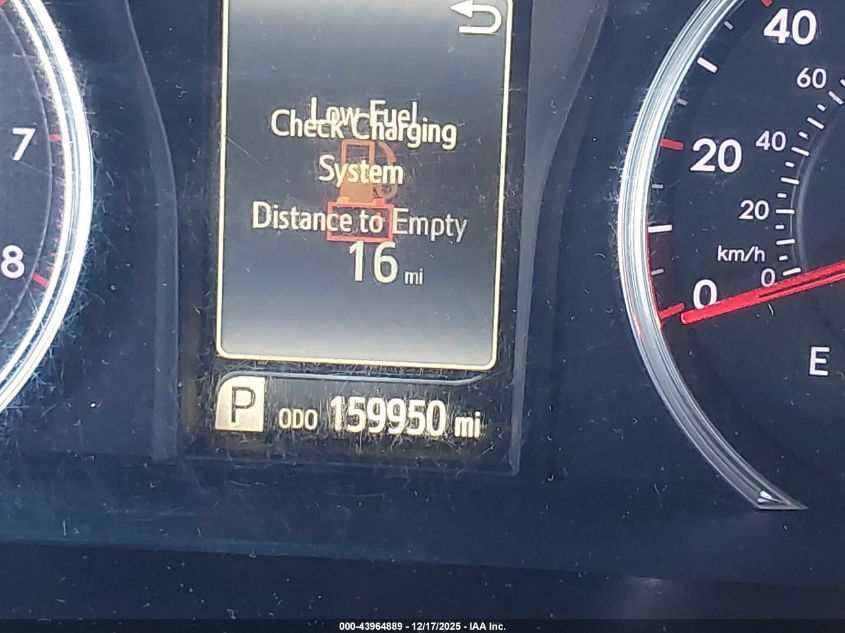 Low Fuel
Check Charging
System
Distance to Empty
16 mi
P ODO 159950 mi
7
8
40
20
0
60
40
20
km/h
0
E
000-43964889 - 12/17/2025 - IAA Inc.